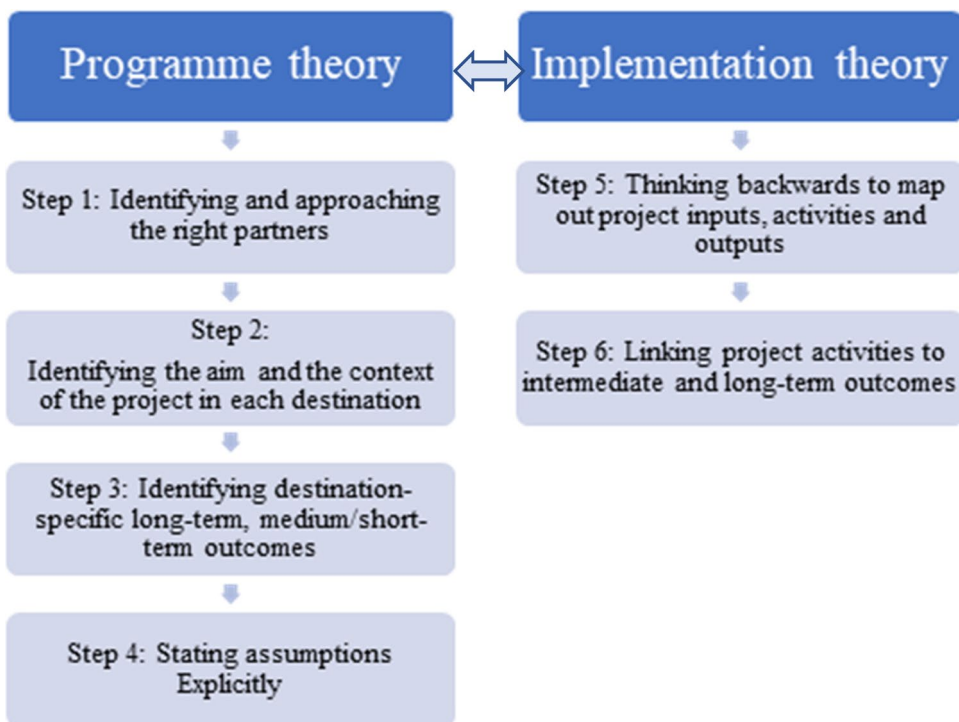 Programme theory
Implementation theory
Step 1: Identifying and approaching
the right partners
Step 2:
Identifying the aim and the context
of the project in each destination
Step 3: Identifying destination-
specific long-term, medium/short-
term outcomes
Step 4: Stating assumptions
Explicitly
Step 5: Thinking backwards to map
out project inputs, activities and
outputs
Step 6: Linking project activities to
intermediate and long-term outcomes